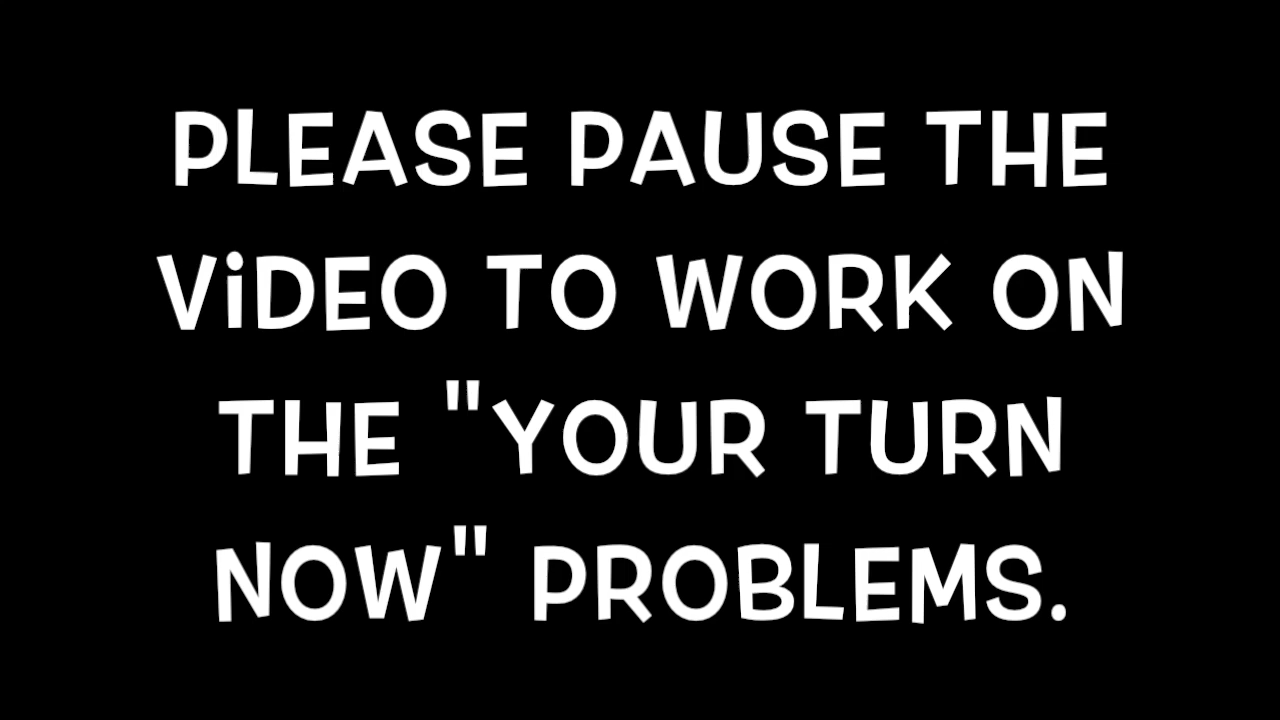 PLEASE PAUSE THE
ViDEO TO WORK ON
THE "YOUR TURN
NOW" PROBLEMS.